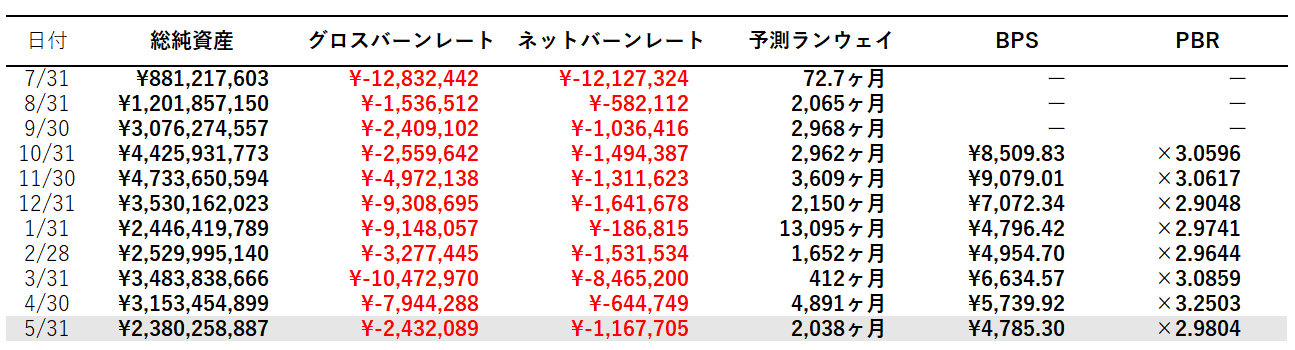 日付 総純資産 グロスバーンレート ネットバーンレート 予測ランウェイ BPS PBR
7/31 ¥881,217,603 ¥-12,832,442 ¥-12,127,324 72.7ヶ月 — —
8/31 ¥1,201,857,150 ¥-1,536,512 ¥-582,112 2,065ヶ月 — —
9/30 ¥3,076,274,557 ¥-2,409,102 ¥-1,036,416 2,968ヶ月 — —
10/31 ¥4,425,931,773 ¥-2,559,642 ¥-1,494,387 2,962ヶ月 ¥8,509.83 ×3.0596
11/30 ¥4,733,650,594 ¥-4,972,138 ¥-1,311,623 3,609ヶ月 ¥9,079.01 ×3.0617
12/31 ¥3,530,162,023 ¥-9,308,695 ¥-1,641,678 2,150ヶ月 ¥7,072.34 ×2.9048
1/31 ¥2,446,419,789 ¥-9,148,057 ¥-186,815 13,095ヶ月 ¥4,796.42 ×2.9741
2/28 ¥2,529,995,140 ¥-3,277,445 ¥-1,531,534 1,652ヶ月 ¥4,954.70 ×2.9644
3/31 ¥3,483,838,666 ¥-10,472,970 ¥-8,465,200 412ヶ月 ¥6,634.57 ×3.0859
4/30 ¥3,153,454,899 ¥-7,944,288 ¥-644,749 4,891ヶ月 ¥5,739.92 ×3.2503
5/31 ¥2,380,258,887 ¥-2,432,089 ¥-1,167,705 2,038ヶ月 ¥4,785.30 ×2.9804